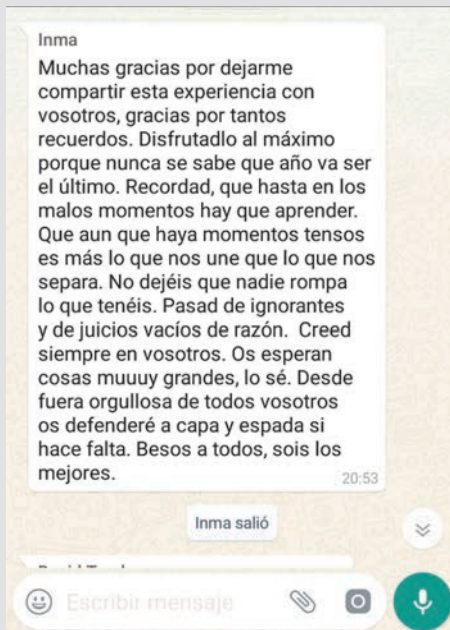 Inma
Muchas gracias por dejarme
compartir esta experiencia con
vosotros, gracias por tantos
recuerdos. Disfrutadlo al máximo
porque nunca se sabe que año va ser
el último. Recordad, que hasta en los
malos momentos hay que aprender.
Que aun que haya momentos tensos
es más lo que nos une que lo que nos
separa. No dejéis que nadie rompa
lo que tenéis. Pasad de ignorantes
y de juicios vacíos de razón. Creed
siempre en vosotros. Os esperan
cosas muuuy grandes, lo sé. Desde
fuera orgullosa de todos vosotros
os defenderé a capa y espada si
hace falta. Besos a todos, sois los
mejores.
20:53
Inma salió
Escribir mensaje